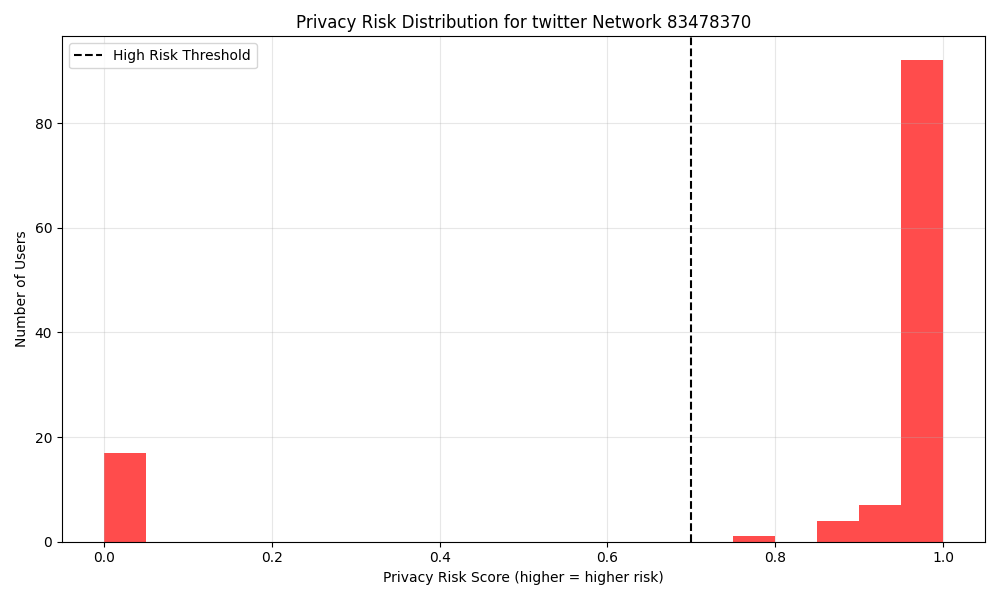 Privacy Risk Distribution for twitter Network 83478370
High Risk Threshold
Number of Users
80
60
40
20
0
0.0 0.2 0.4 0.6 0.8 1.0
Privacy Risk Score (higher = higher risk)